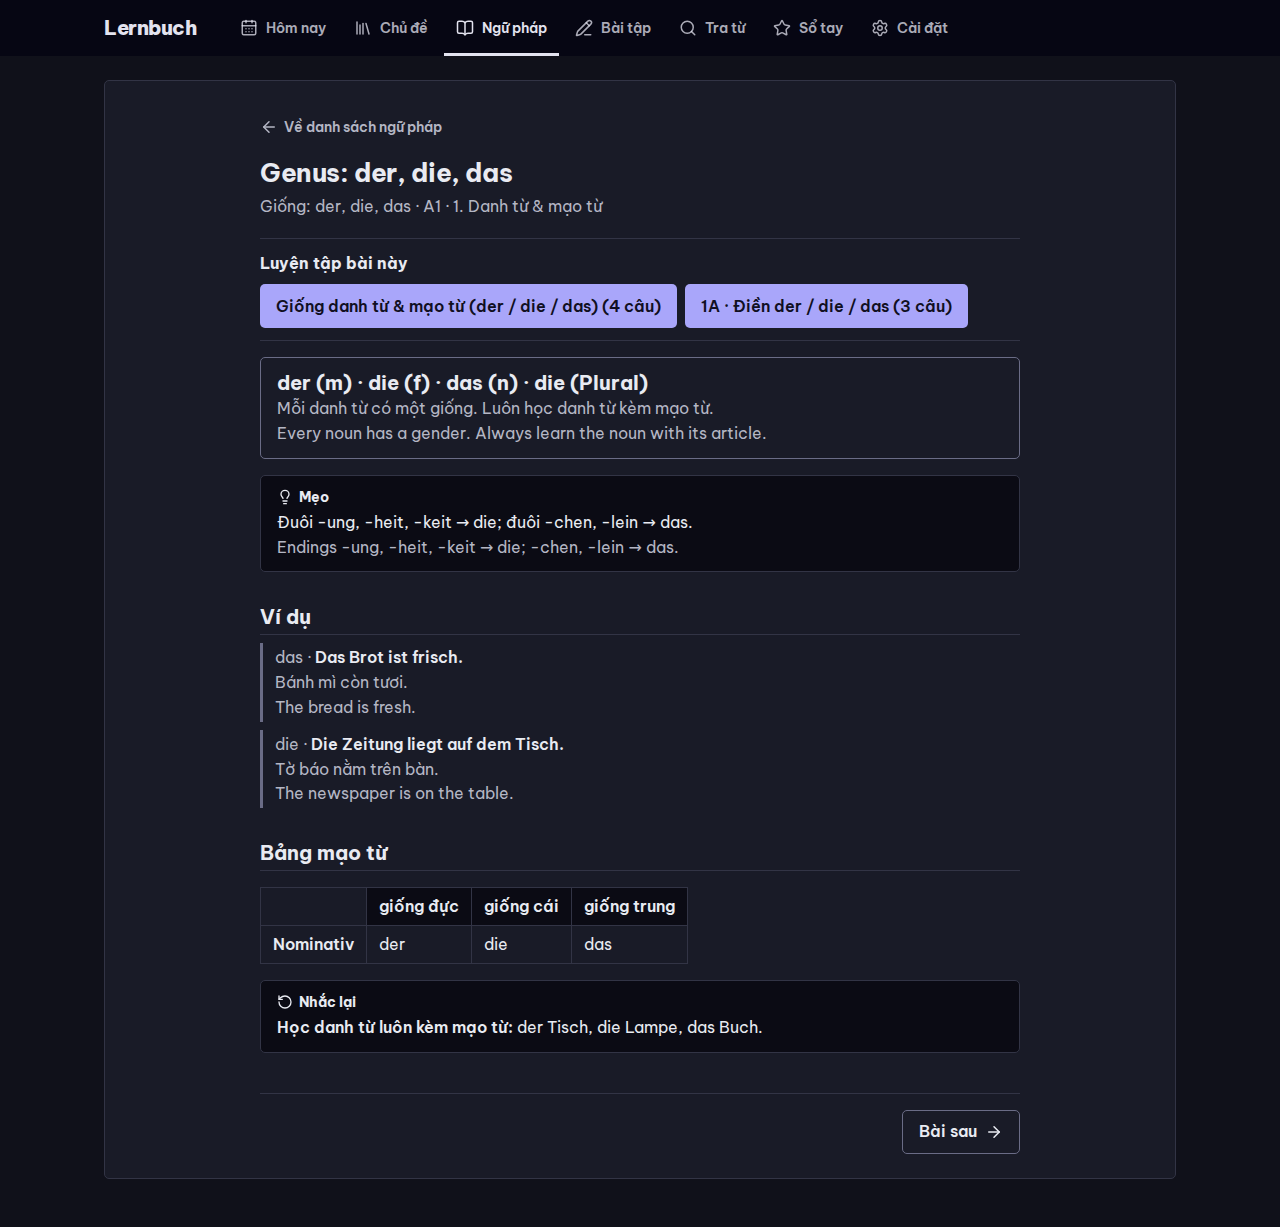 Lernbuch
Hôm nay
Chủ đề
Ngữ pháp
Bài tập
Tra từ
Sổ tay
Cài đặt
Về danh sách ngữ pháp
Genus: der, die, das
Giống: der, die, das · A1 · 1. Danh từ & mạo từ
Luyện tập bài này
Giống danh từ & mạo từ (der / die / das) (4 câu)
1A · Điền der / die / das (3 câu)
der (m) · die (f) · das (n) · die (Plural)
Mỗi danh từ có một giống. Luôn học danh từ kèm mạo từ.
Every noun has a gender. Always learn the noun with its article.
Mẹo
Đuôi -ung, -heit, -keit → die; đuôi -chen, -lein → das.
Endings -ung, -heit, -keit → die; -chen, -lein → das.
Ví dụ
das · Das Brot ist frisch.
Bánh mì còn tươi.
The bread is fresh.
die · Die Zeitung liegt auf dem Tisch.
Tờ báo nằm trên bàn.
The newspaper is on the table.
Bảng mạo từ
giống đực giống cái giống trung
Nominativ der die das
Nhắc lại
Học danh từ luôn kèm mạo từ: der Tisch, die Lampe, das Buch.
Bài sau